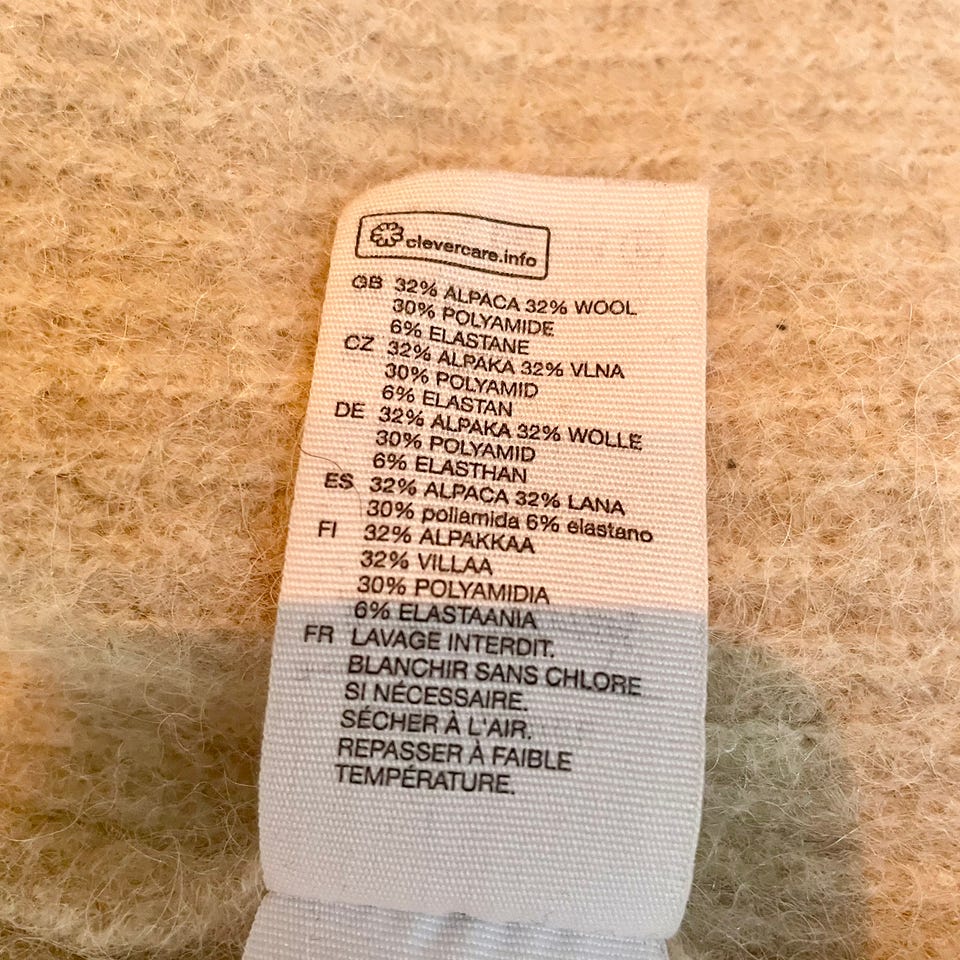 clevercare.info
GB 32% ALPACA 32% WOOL
30% POLYAMIDE
6% ELASTANE
CZ 32% ALPAKA 32% VLNA
30% POLYAMID
6% ELASTAN
DE 32% ALPAKA 32% WOLLE
30% POLYAMID
6% ELASTHAN
ES 32% ALPACA 32% LANA
30% poliamida 6% elastano
FI 32% ALPAKKAA
32% VILLAA
30% POLYAMIDIA
6% ELASTAANIA
FR LAVAGE INTERDIT.
BLANCHIR SANS CHLORE
SI NÉCESSAIRE.
SÉCHER À L'AIR.
REPASSER À FAIBLE
TEMPÉRATURE.